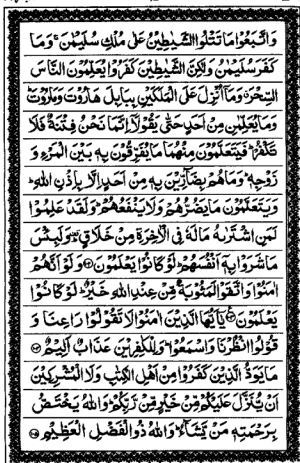 وَاتَّبَعُوْا مَا تَتْلُوا الشَّيٰطِيْنُ عَلٰى مُلْكِ سُلَيْمٰنَ ۚ وَمَا
كَفَرَ سُلَيْمٰنُ وَلٰكِنَّ الشَّيٰطِيْنَ كَفَرُوْا يُعَلِّمُوْنَ النَّاسَ
السِّحْرَ ۗ وَمَاۤ اُنْزِلَ عَلَى الْمَلَكَيْنِ بِبَابِلَ هَارُوْتَ وَمَارُوْتَ ؕ
وَمَا يُعَلِّمٰنِ مِنْ اَحَدٍ حَتّٰى يَقُوْلَاۤ اِنَّمَا نَحْنُ فِتْنَةٌ فَلَا
تَكْفُرْ ؕ فَيَتَعَلَّمُوْنَ مِنْهُمَا مَا يُفَرِّقُوْنَ بِهٖ بَيْنَ الْمَرْءِ وَ
زَوْجِهٖ ؕ وَمَا هُمْ بِضَآرِّيْنَ بِهٖ مِنْ اَحَدٍ اِلَّا بِاِذْنِ اللّٰهِ ؕ
وَيَتَعَلَّمُوْنَ مَا يَضُرُّهُمْ وَلَا يَنْفَعُهُمْ ؕ وَلَقَدْ عَلِمُوْا
لَمَنِ اشْتَرٰىهُ مَا لَهٗ فِى الْاٰخِرَةِ مِنْ خَلَاقٍ ؕ وَلَبِئْسَ
مَا شَرَوْا بِهٖۤ اَنْفُسَهُمْ ؕ لَوْ كَانُوْا يَعْلَمُوْنَ ۝ وَلَوْ اَنَّهُمْ
اٰمَنُوْا وَاتَّقَوْا لَمَثُوْبَةٌ مِّنْ عِنْدِ اللّٰهِ خَيْرٌ ؕ لَوْ كَانُوْا
يَعْلَمُوْنَ ۝ يٰۤاَيُّهَا الَّذِيْنَ اٰمَنُوْا لَا تَقُوْلُوْا رَاعِنَا وَ
قُوْلُوا انْظُرْنَا وَاسْمَعُوْا ؕ وَلِلْكٰفِرِيْنَ عَذَابٌ اَلِيْمٌ ۝
مَا يَوَدُّ الَّذِيْنَ كَفَرُوْا مِنْ اَهْلِ الْكِتٰبِ وَلَا الْمُشْرِكِيْنَ
اَنْ يُّنَزَّلَ عَلَيْكُمْ مِّنْ خَيْرٍ مِّنْ رَّبِّكُمْ ؕ وَاللّٰهُ يَخْتَصُّ
بِرَحْمَتِهٖ مَنْ يَّشَآءُ ؕ وَاللّٰهُ ذُو الْفَضْلِ الْعَظِيْمِ ۝